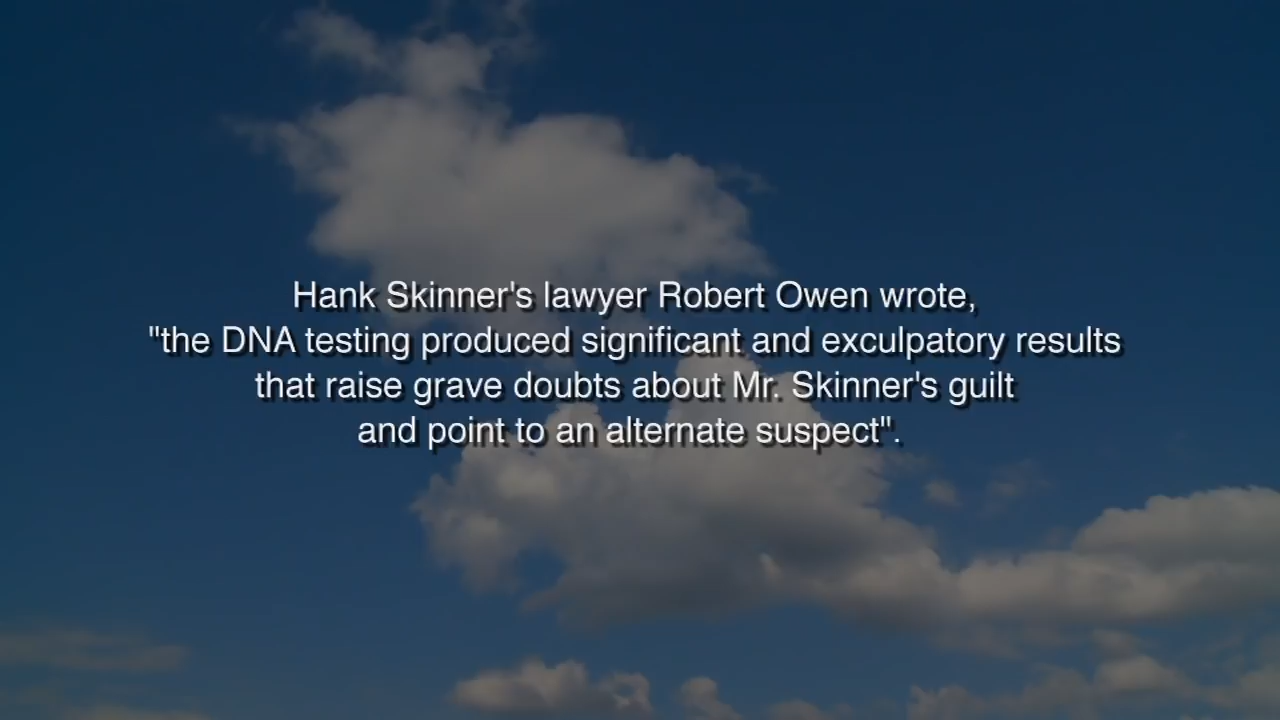 Hank Skinner's lawyer Robert Owen wrote,
"the DNA testing produced significant and exculpatory results
that raise grave doubts about Mr. Skinner's guilt
and point to an alternate suspect".